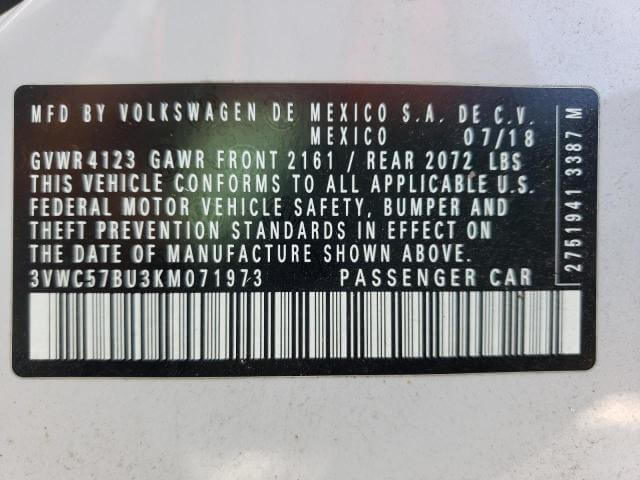 MFD BY VOLKSWAGEN DE MEXICO S.A. DE C.V.
MEXICO 07/18
GVWR 4123 GAWR FRONT 2161 / REAR 2072 LBS
THIS VEHICLE CONFORMS TO ALL APPLICABLE U.S.
FEDERAL MOTOR VEHICLE SAFETY, BUMPER AND
THEFT PREVENTION STANDARDS IN EFFECT ON
THE DATE OF MANUFACTURE SHOWN ABOVE.
3VWC57BU3KM071973 PASSENGER CAR
2751941 3387 M